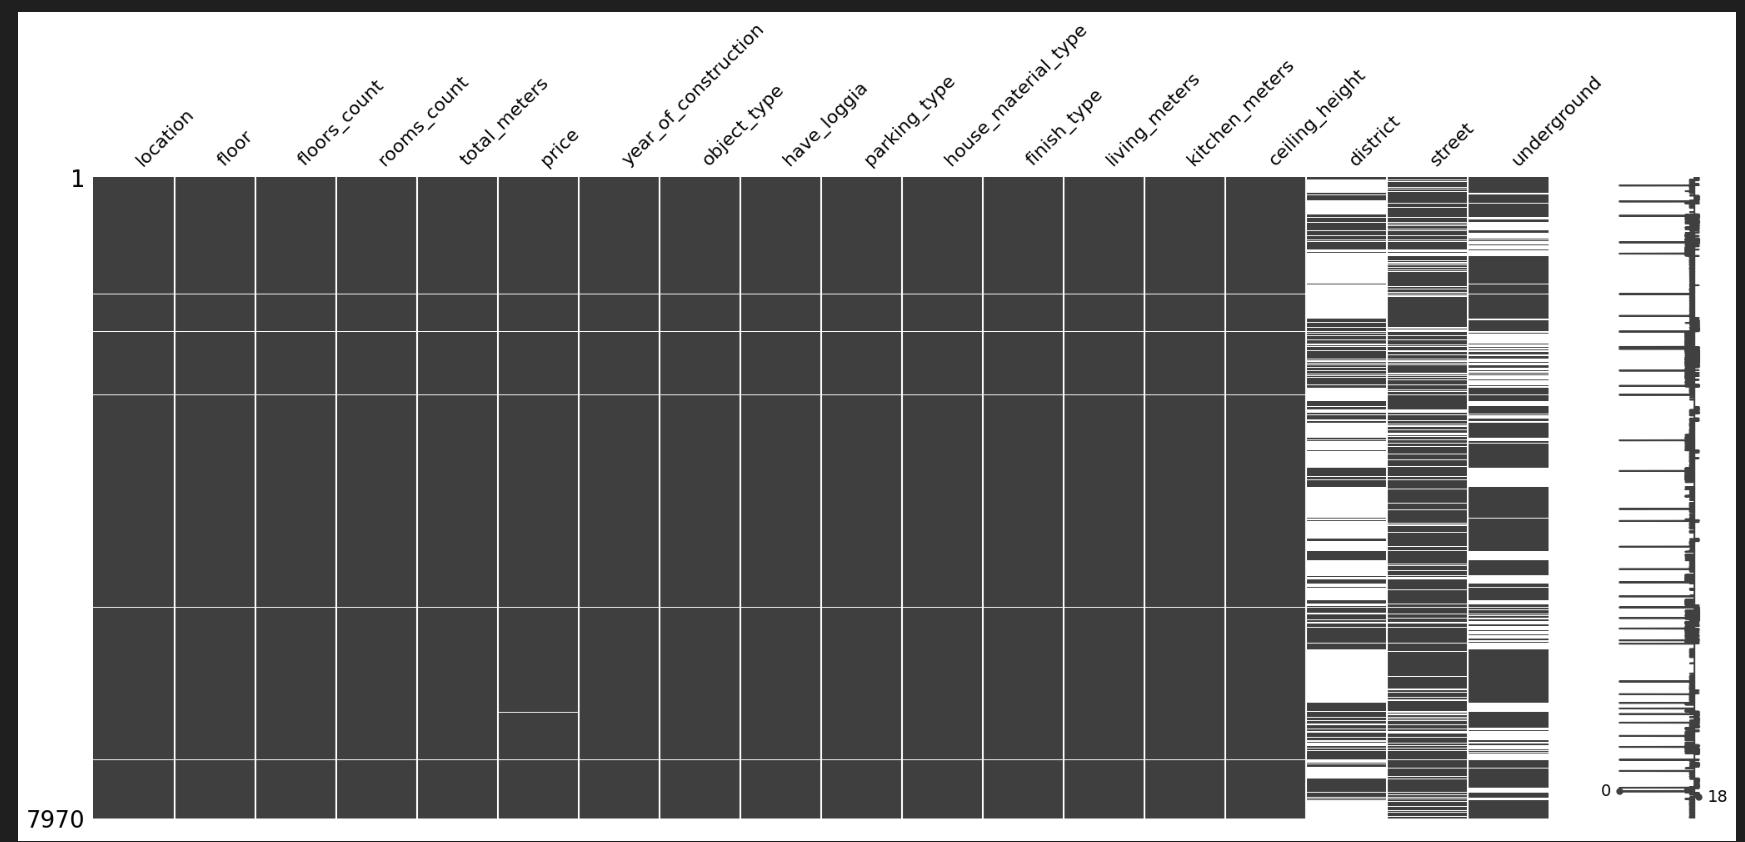 location
floor
floors_count
rooms_count
total_meters
price
year_of_construction
object_type
have_loggia
parking_type
house_material_type
finish_type
living_meters
kitchen_meters
ceiling_height
district
street
underground
1
7970
0
18